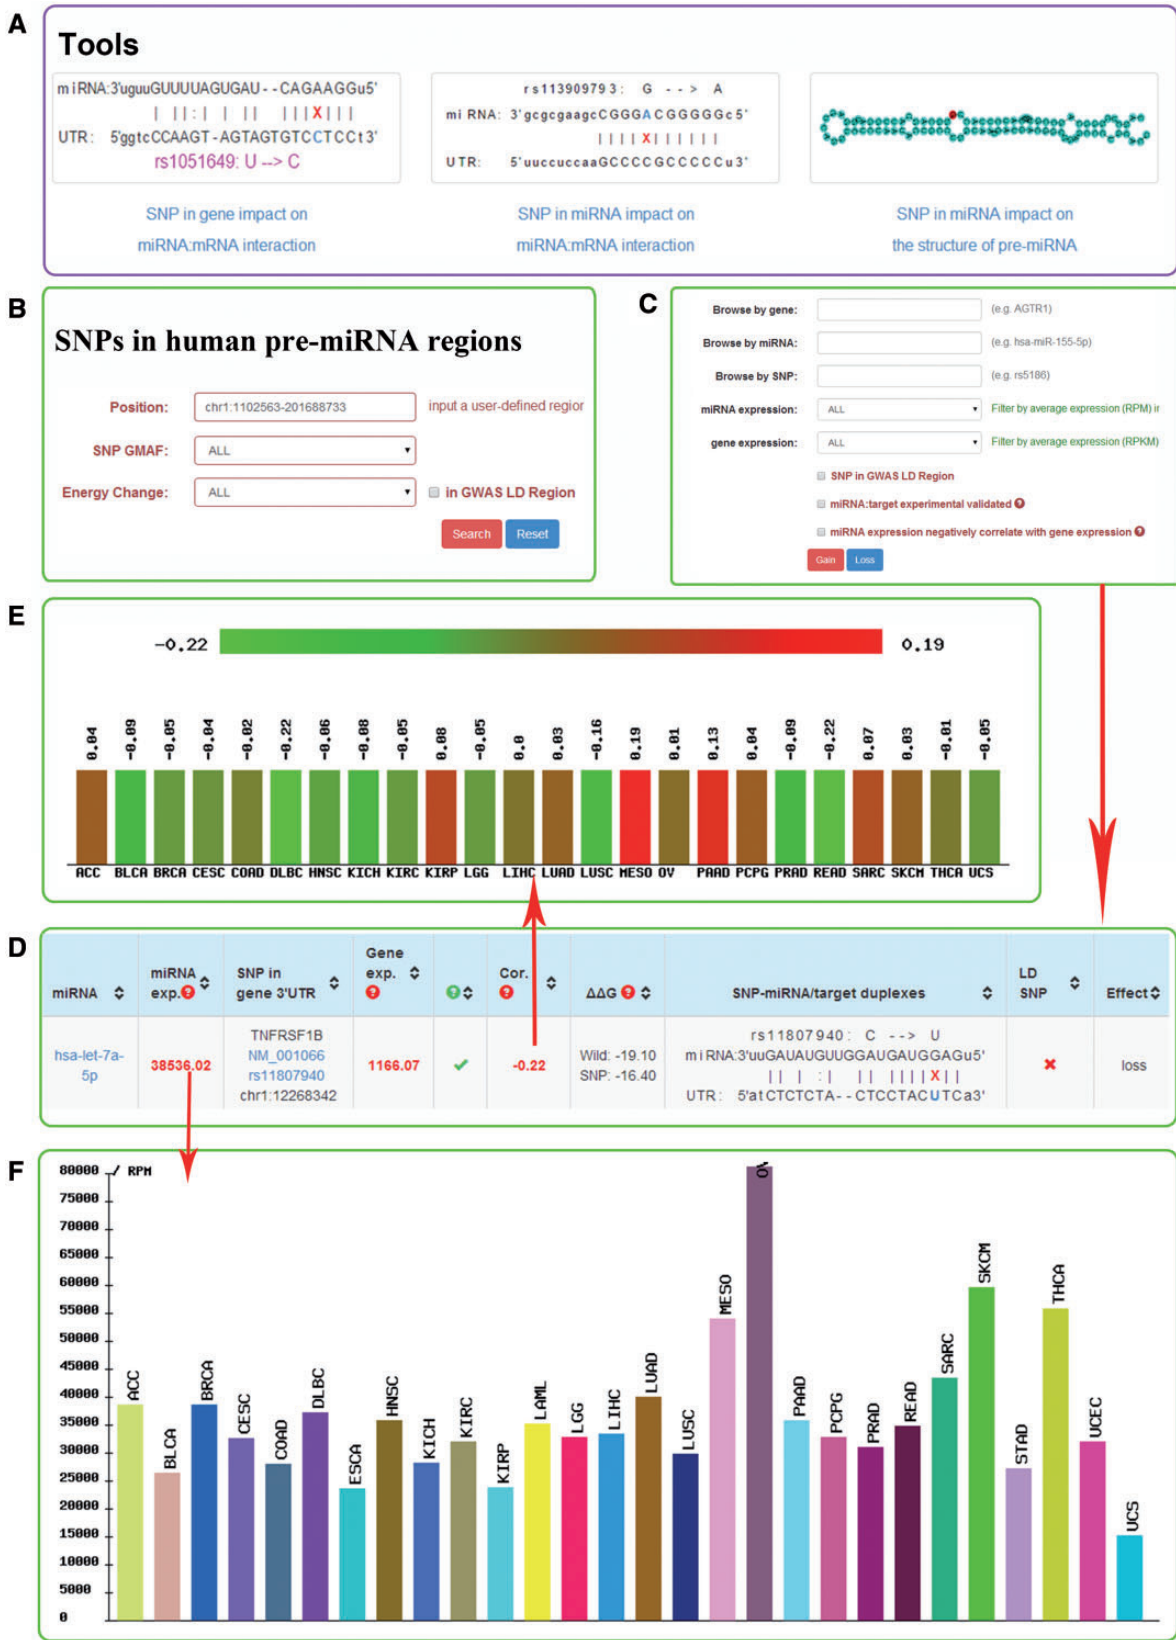 A
Tools
miRNA:3'uguuGUUUUAGUGAU--CAGAAGGu5'
| ||:| | || |||X|||
UTR: 5'ggtcCCAAGT-AGTAGTGTCCTCCt3'
rs1051649: U --> C
SNP in gene impact on
miRNA:mRNA interaction
rs113909793: G --> A
miRNA: 3'gcgcgaagcCGGGACGGGGGc5'
||||X||||||
UTR: 5'uuccuccaaGCCCCGCCCCCu3'
SNP in miRNA impact on
miRNA:mRNA interaction
SNP in miRNA impact on
the structure of pre-miRNA
B
SNPs in human pre-miRNA regions
Position: chr1:1102563-201688733 input a user-defined region
SNP GMAF: ALL
Energy Change: ALL in GWAS LD Region
Search Reset
C
Browse by gene: (e.g. AGTR1)
Browse by miRNA: (e.g. hsa-miR-155-5p)
Browse by SNP: (e.g. rs5186)
miRNA expression: ALL Filter by average expression (RPM) in
gene expression: ALL Filter by average expression (RPKM)
SNP in GWAS LD Region
miRNA:target experimental validated ?
miRNA expression negatively correlate with gene expression ?
Gain Loss
E
-0.22 0.19
0.04 -0.09 -0.05 -0.04 -0.02 -0.22 -0.06 -0.08 -0.05 0.08 -0.05 0.0 0.03 -0.16 0.19 0.01 0.13 0.04 -0.09 -0.22 0.07 0.03 -0.01 -0.05
ACC BLCA BRCA CESC COAD DLBC HNSC KICH KIRC KIRP LGG LIHC LUAD LUSC MESO OV PAAD PCPG PRAD READ SARC SKCM THCA UCS
D
miRNA
miRNA
exp. ?
SNP in
gene 3'UTR
Gene
exp.
?
?
Cor.
?
ΔΔG ?
SNP-miRNA/target duplexes
LD
SNP
Effect
hsa-let-7a-
5p
38536.02
TNFRSF1B
NM_001066
rs11807940
chr1:12268342
1166.07
✓
-0.22
Wild: -19.10
SNP: -16.40
rs11807940: C --> U
miRNA:3'uuGAUAUGUUGGAUGAUGGAGu5'
|| | :| || ||||X||
UTR: 5'atCTCTCTA--CTCCTACUTCa3'
✖
loss
F
80000 / RPM
75000
70000
65000
60000
55000
50000
45000
40000
35000
30000
25000
20000
15000
10000
5000
0
ACC BLCA BRCA CESC COAD DLBC ESCA HNSC KICH KIRC KIRP LAML LGG LIHC LUAD LUSC MESO OV PAAD PCPG PRAD READ SARC SKCM STAD THCA UCEC UCS